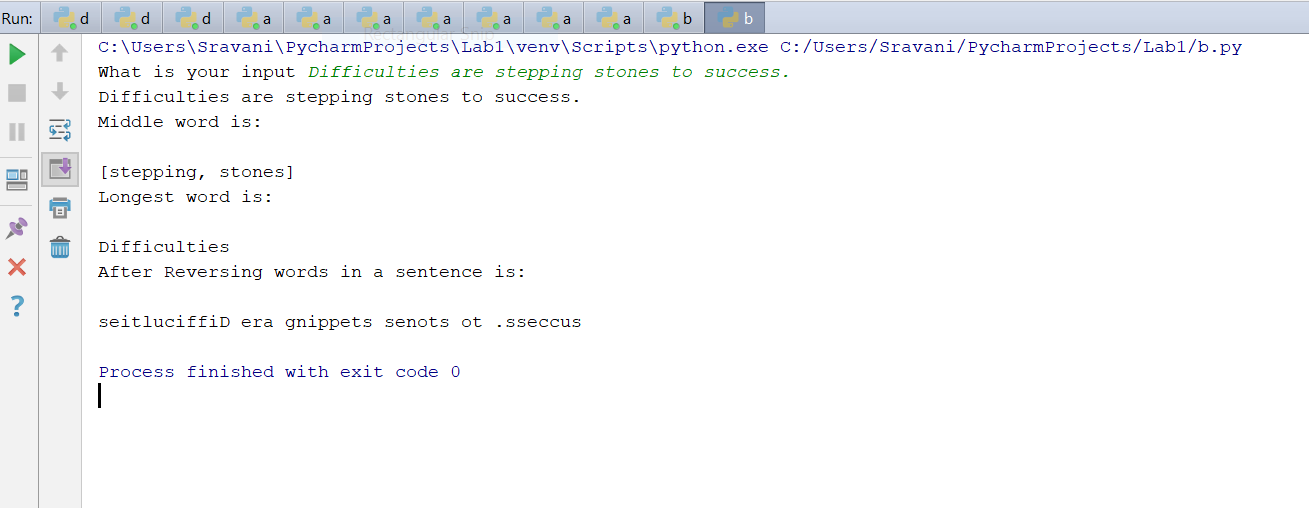 Run: d d d a a a a a a a b b
C:\Users\Sravani\PycharmProjects\Lab1\venv\Scripts\python.exe C:/Users/Sravani/PycharmProjects/Lab1/b.py
What is your input Difficulties are stepping stones to success.
Difficulties are stepping stones to success.
Middle word is:
[stepping, stones]
Longest word is:
Difficulties
After Reversing words in a sentence is:
seitluciffiD era gnippets senots ot .sseccus
Process finished with exit code 0